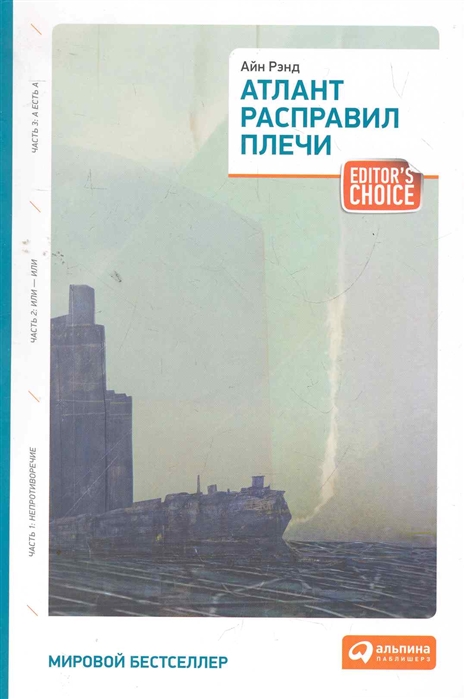 Айн Рэнд
АТЛАНТ
РАСПРАВИЛ
ПЛЕЧИ
EDITOR'S
CHOICE
ЧАСТЬ 3: А ЕСТЬ А
ЧАСТЬ 2: ИЛИ — ИЛИ
ЧАСТЬ 1: НЕПРОТИВОРЕЧИЕ
МИРОВОЙ БЕСТСЕЛЛЕР
альпина
ПАБЛИШЕРЗ